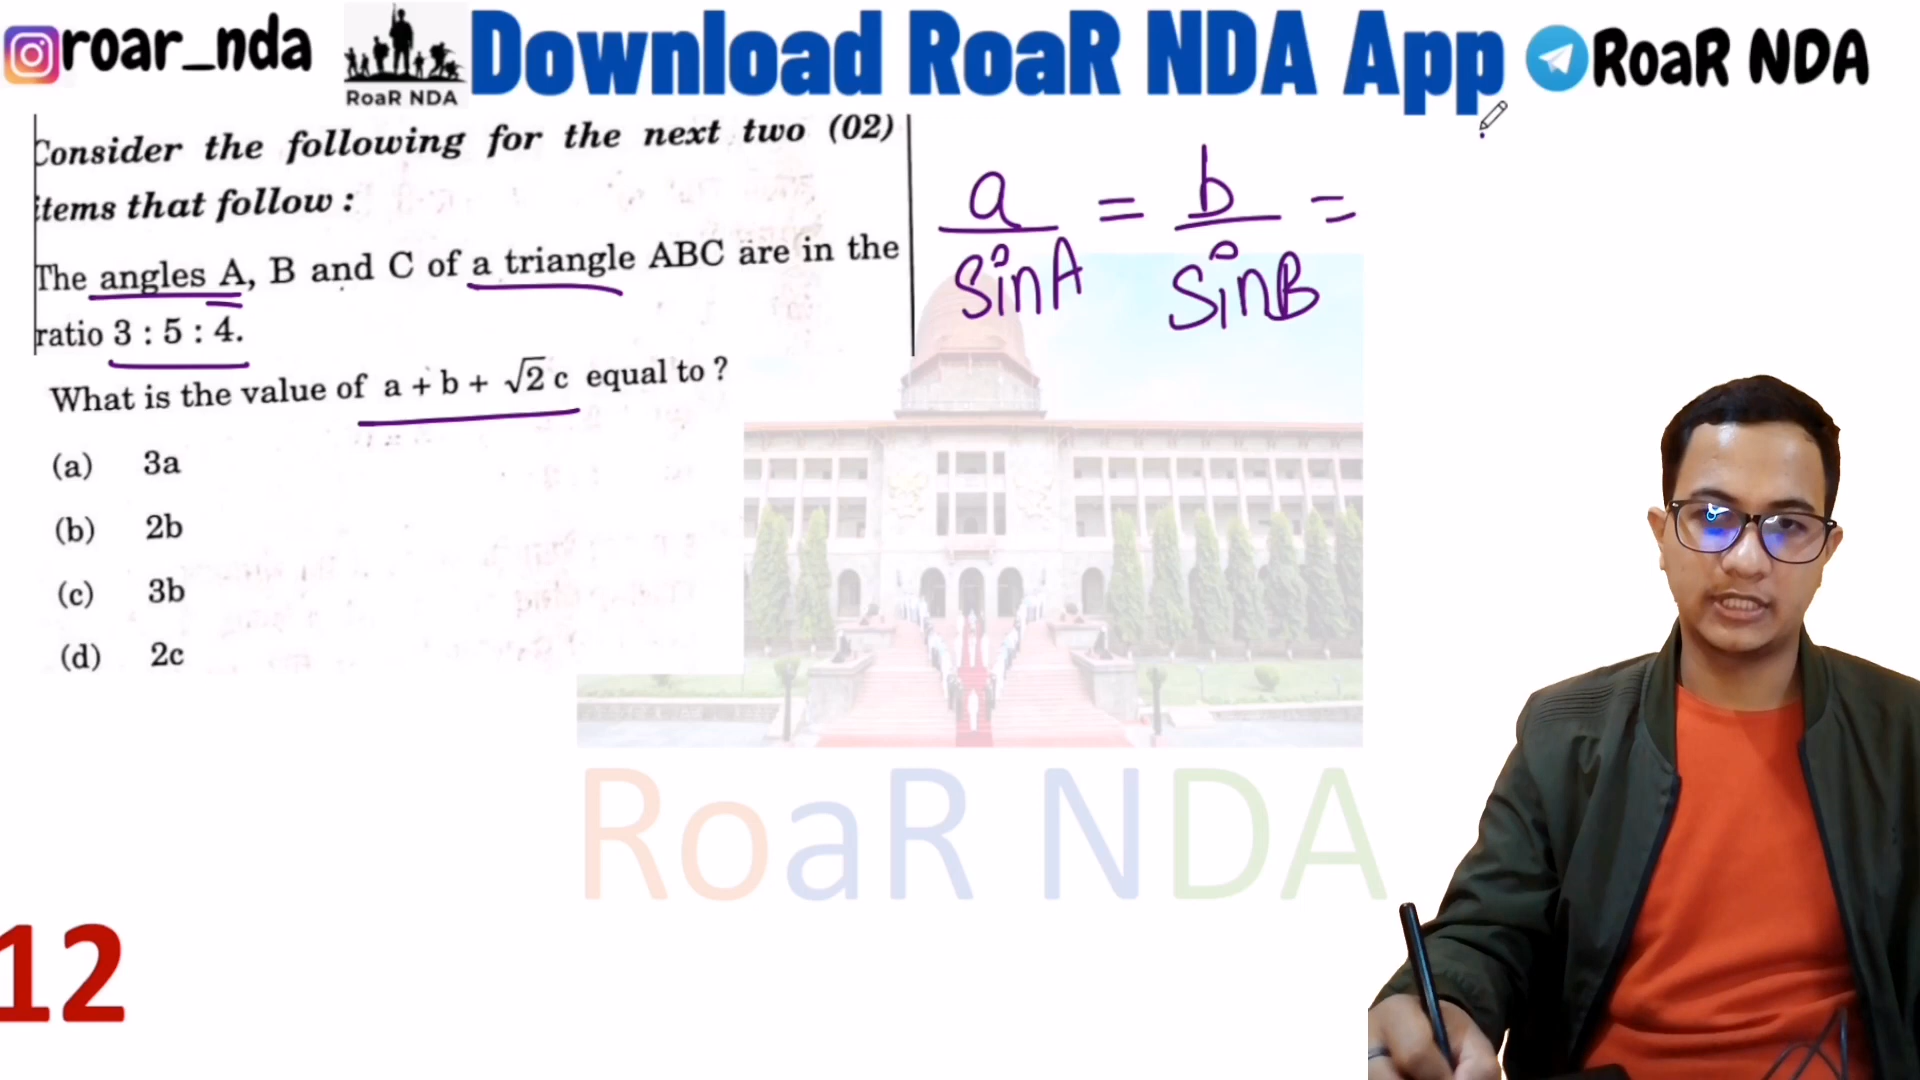 roar_nda
RoaR NDA
Download RoaR NDA App
RoaR NDA
Consider the following for the next two (02)
items that follow :
The angles A, B and C of a triangle ABC are in the
ratio 3 : 5 : 4.
What is the value of a + b + √2 c equal to ?
(a) 3a
(b) 2b
(c) 3b
(d) 2c
a/sinA = b/sinB =
RoaR NDA
12